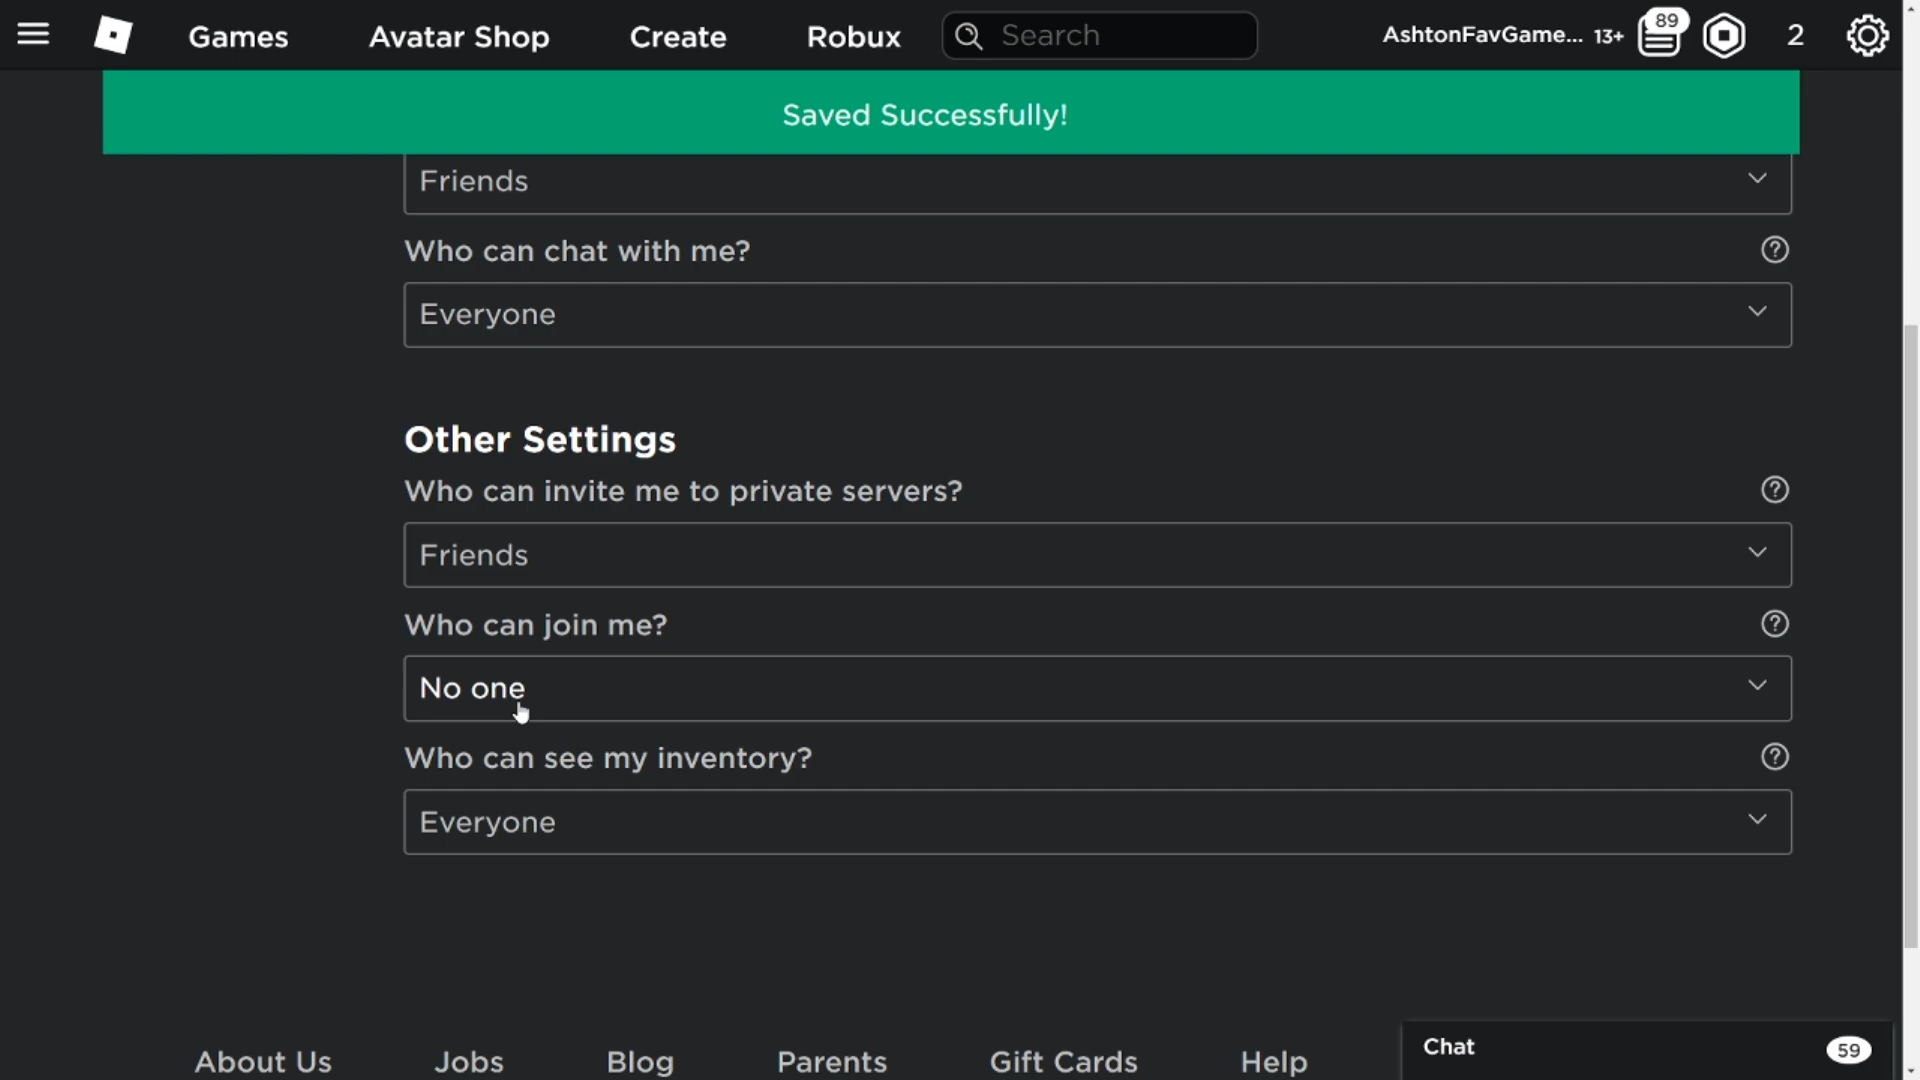 Games Avatar Shop Create Robux Search AshtonFavGame... 13+ 89 2
Saved Successfully!
Friends
Who can chat with me?
Everyone
Other Settings
Who can invite me to private servers?
Friends
Who can join me?
No one
Who can see my inventory?
Everyone
About Us Jobs Blog Parents Gift Cards Help Chat 59